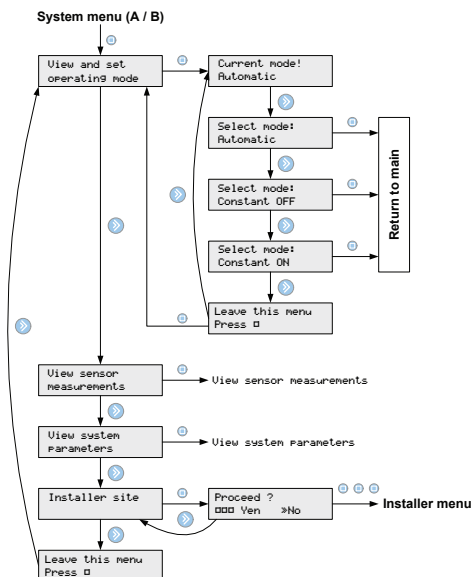 System menu (A / B)
View and set
operating mode
Current mode!
Automatic
Select mode:
Automatic
Select mode:
Constant OFF
Select mode:
Constant ON
Leave this menu
Press ¤
Return to main
View sensor
measurements
View sensor measurements
View system
parameters
View system parameters
Installer site
Proceed ?
¤¤¤ Yen »No
Installer menu
Leave this menu
Press ¤